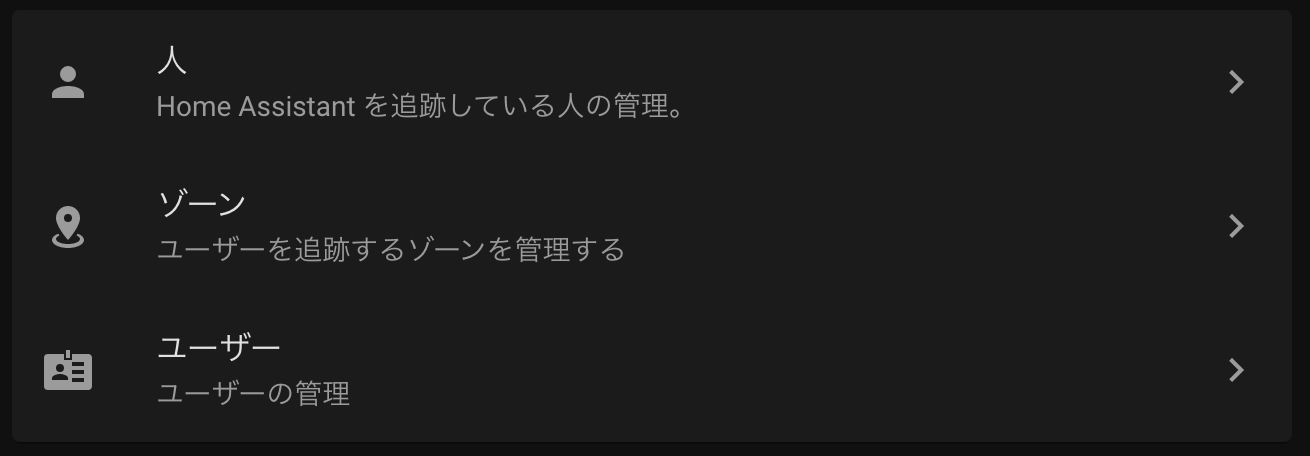 人
Home Assistant を追跡している人の管理。
ゾーン
ユーザーを追跡するゾーンを管理する
ユーザー
ユーザーの管理